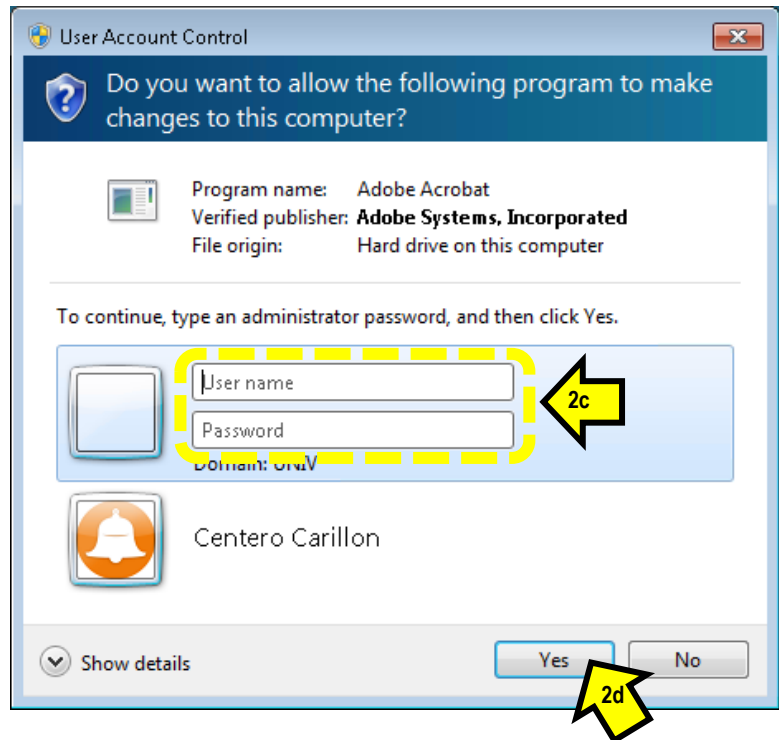 User Account Control
Do you want to allow the following program to make
changes to this computer?
Program name: Adobe Acrobat
Verified publisher: Adobe Systems, Incorporated
File origin: Hard drive on this computer
To continue, type an administrator password, and then click Yes.
User name
2c
Password
Domain: UNIV
Centero Carillon
Show details
Yes
No
2d